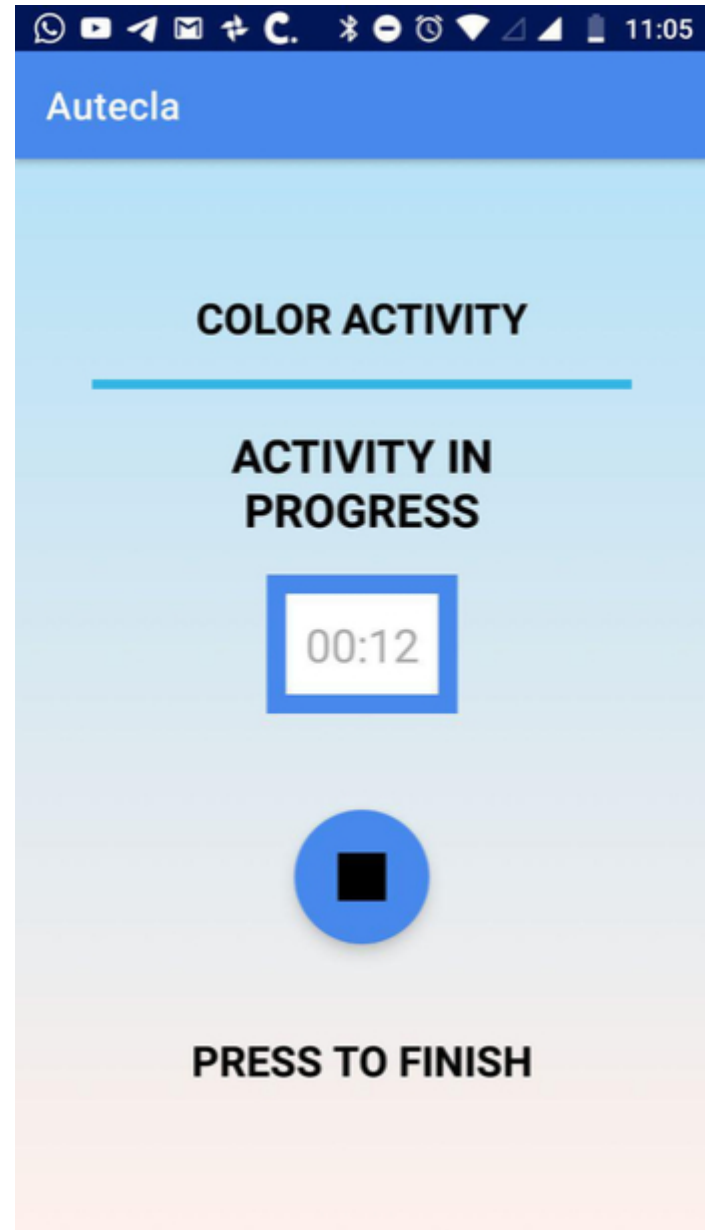 C. 11:05
Autecla
COLOR ACTIVITY
ACTIVITY IN
PROGRESS
00:12
PRESS TO FINISH